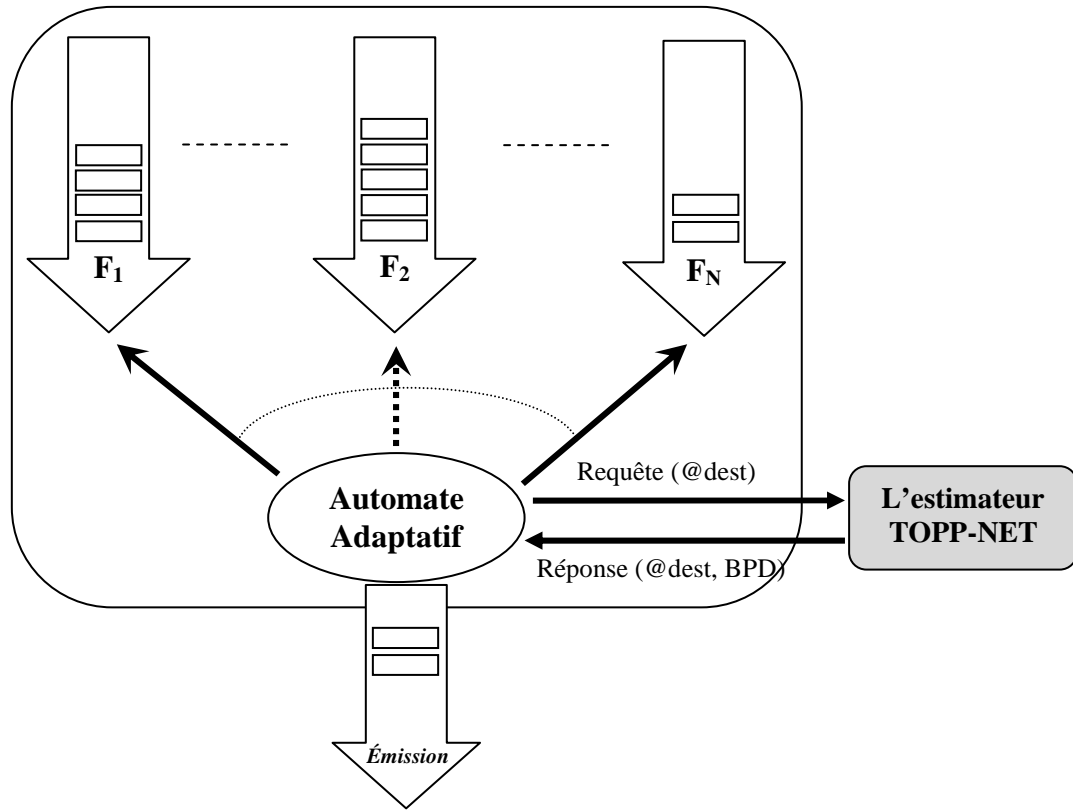 F1
F2
FN
Requête (@dest)
Automate
Adaptatif
L'estimateur
TOPP-NET
Réponse (@dest, BPD)
Émission